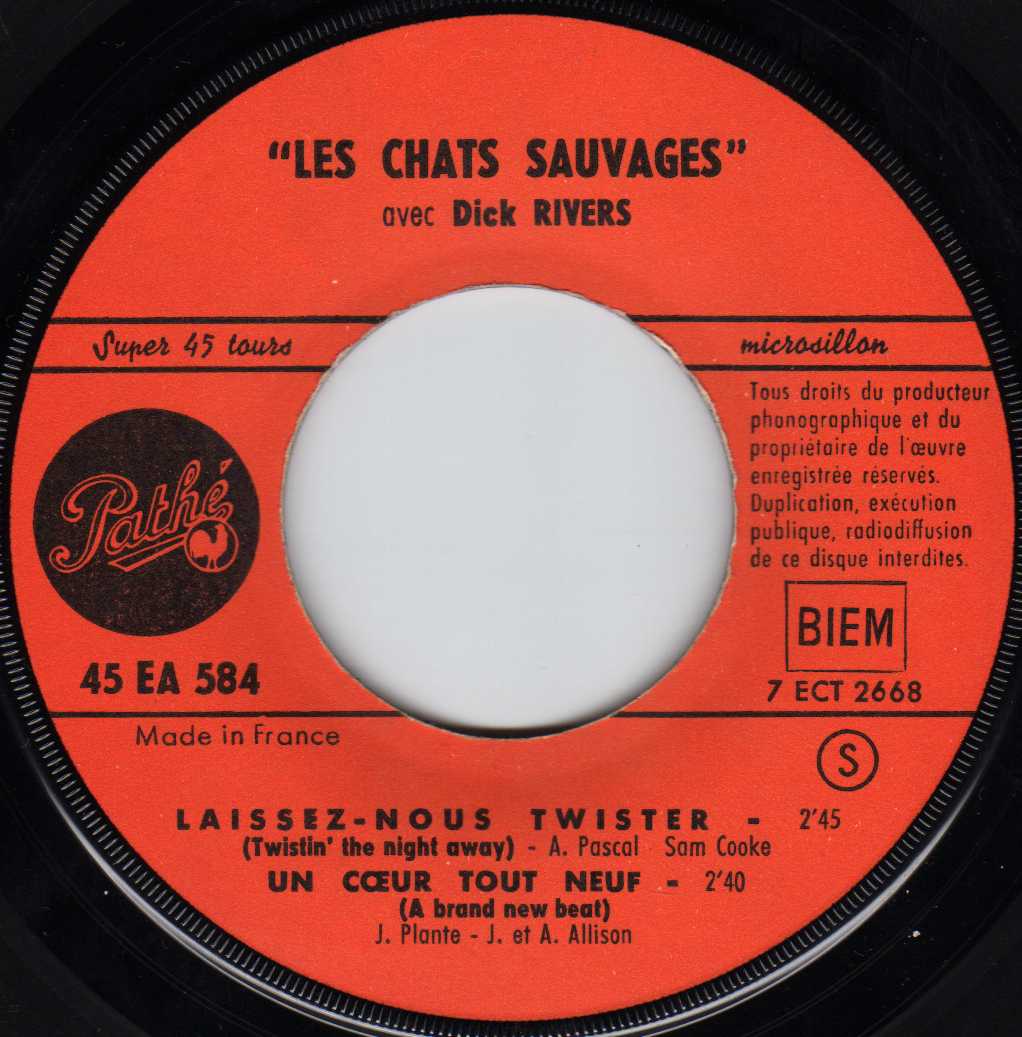 "LES CHATS SAUVAGES"
avec Dick RIVERS
Super 45 tours
microsillon
Tous droits du producteur
phonographique et du
propriétaire de l'œuvre
enregistrée réservés.
Duplication, exécution
publique, radiodiffusion
de ce disque interdites.
Pathé
BIEM
45 EA 584
7 ECT 2668
Made in France
S
LAISSEZ-NOUS TWISTER - 2'45
(Twistin' the night away) - A. Pascal Sam Cooke
UN CŒUR TOUT NEUF - 2'40
(A brand new beat)
J. Plante - J. et A. Allison